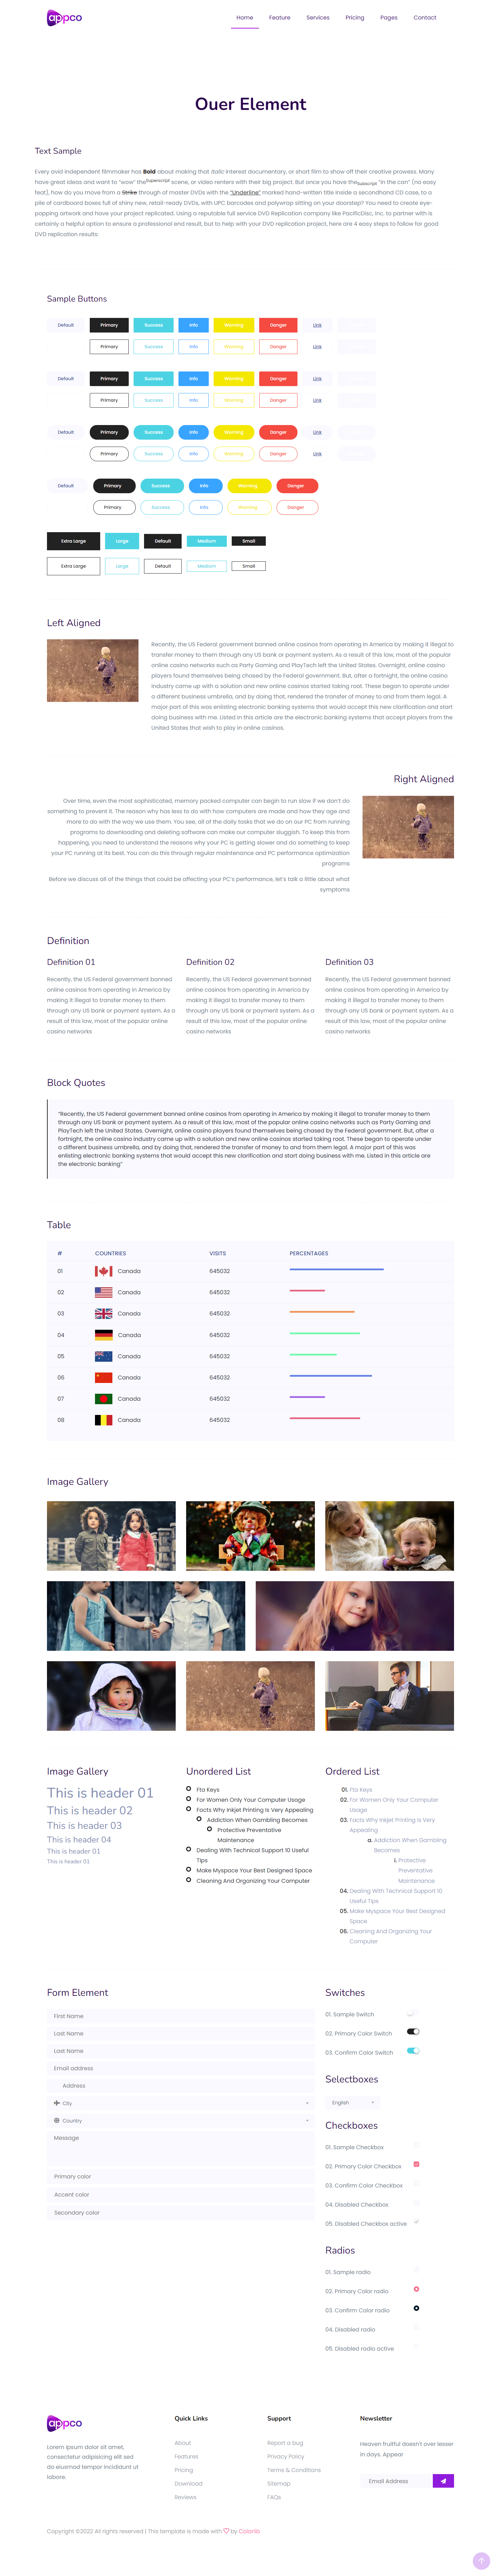 appco
Home Feature Services Pricing Pages Contact
Ouer Element
Text Sample
Every avid independent filmmaker has Bold about making that Italic interest documentary, or short film to show off their creative prowess. Many
have great ideas and want to “wow” theSuperscript scene, or video renters with their big project. But once you have theSubscript “in the can” (no easy
feat), how do you move from a Strike through of master DVDs with the “Underline” marked hand-written title inside a secondhand CD case, to a
pile of cardboard boxes full of shiny new, retail-ready DVDs, with UPC barcodes and polywrap sitting on your doorstep? You need to create eye-
popping artwork and have your project replicated. Using a reputable full service DVD Replication company like PacificDisc, Inc. to partner with is
certainly a helpful option to ensure a professional end result, but to help with your DVD replication project, here are 4 easy steps to follow for good
DVD replication results:
Sample Buttons
Default Primary Success Info Warning Danger Link
Primary Success Info Warning Danger Link
Default Primary Success Info Warning Danger Link
Primary Success Info Warning Danger Link
Default Primary Success Info Warning Danger Link
Primary Success Info Warning Danger Link
Default Primary Success Info Warning Danger
Primary Success Info Warning Danger
Extra Large Large Default Medium Small
Extra Large Large Default Medium Small
Left Aligned
Recently, the US Federal government banned online casinos from operating in America by making it illegal to
transfer money to them through any US bank or payment system. As a result of this law, most of the popular
online casino networks such as Party Gaming and PlayTech left the United States. Overnight, online casino
players found themselves being chased by the Federal government. But, after a fortnight, the online casino
industry came up with a solution and new online casinos started taking root. These began to operate under
a different business umbrella, and by doing that, rendered the transfer of money to and from them legal. A
major part of this was enlisting electronic banking systems that would accept this new clarification and start
doing business with me. Listed in this article are the electronic banking systems that accept players from the
United States that wish to play in online casinos.
Right Aligned
Over time, even the most sophisticated, memory packed computer can begin to run slow if we don’t do
something to prevent it. The reason why has less to do with how computers are made and how they age and
more to do with the way we use them. You see, all of the daily tasks that we do on our PC from running
programs to downloading and deleting software can make our computer sluggish. To keep this from
happening, you need to understand the reasons why your PC is getting slower and do something to keep
your PC running at its best. You can do this through regular maintenance and PC performance optimization
programs
Before we discuss all of the things that could be affecting your PC’s performance, let’s talk a little about what
symptoms
Definition
Definition 01
Recently, the US Federal government banned
online casinos from operating in America by
making it illegal to transfer money to them
through any US bank or payment system. As a
result of this law, most of the popular online
casino networks
Definition 02
Recently, the US Federal government banned
online casinos from operating in America by
making it illegal to transfer money to them
through any US bank or payment system. As a
result of this law, most of the popular online
casino networks
Definition 03
Recently, the US Federal government banned
online casinos from operating in America by
making it illegal to transfer money to them
through any US bank or payment system. As a
result of this law, most of the popular online
casino networks
Block Quotes
“Recently, the US Federal government banned online casinos from operating in America by making it illegal to transfer money to them
through any US bank or payment system. As a result of this law, most of the popular online casino networks such as Party Gaming and
PlayTech left the United States. Overnight, online casino players found themselves being chased by the Federal government. But, after a
fortnight, the online casino industry came up with a solution and new online casinos started taking root. These began to operate under
a different business umbrella, and by doing that, rendered the transfer of money to and from them legal. A major part of this was
enlisting electronic banking systems that would accept this new clarification and start doing business with me. Listed in this article are
the electronic banking”
Table
# COUNTRIES VISITS PERCENTAGES
01 Canada 645032
02 Canada 645032
03 Canada 645032
04 Canada 645032
05 Canada 645032
06 Canada 645032
07 Canada 645032
08 Canada 645032
Image Gallery
Image Gallery
This is header 01
This is header 02
This is header 03
This is header 04
This is header 01
This is header 01
Unordered List
Fta Keys
For Women Only Your Computer Usage
Facts Why Inkjet Printing Is Very Appealing
Addiction When Gambling Becomes
Protective Preventative
Maintenance
Dealing With Technical Support 10 Useful
Tips
Make Myspace Your Best Designed Space
Cleaning And Organizing Your Computer
Ordered List
01. Fta Keys
02. For Women Only Your Computer
Usage
03. Facts Why Inkjet Printing Is Very
Appealing
a. Addiction When Gambling
Becomes
i. Protective
Preventative
Maintenance
04. Dealing With Technical Support 10
Useful Tips
05. Make Myspace Your Best Designed
Space
06. Cleaning And Organizing Your
Computer
Form Element
First Name
Last Name
Last Name
Email address
Address
City
Country
Message
Primary color
Accent color
Secondary color
Switches
01. Sample Switch
02. Primary Color Switch
03. Confirm Color Switch
Selectboxes
English
Checkboxes
01. Sample Checkbox
02. Primary Color Checkbox
03. Confirm Color Checkbox
04. Disabled Checkbox
05. Disabled Checkbox active
Radios
01. Sample radio
02. Primary Color radio
03. Confirm Color radio
04. Disabled radio
05. Disabled radio active
appco
Lorem ipsum dolor sit amet,
consectetur adipisicing elit sed
do eiusmod tempor incididunt ut
labore.
Quick Links
About
Features
Pricing
Download
Reviews
Support
Report a bug
Privacy Policy
Terms & Conditions
Sitemap
FAQs
Newsletter
Heaven fruitful doesn't over lesser
in days. Appear
Email Address
Copyright ©2022 All rights reserved | This template is made with ♡ by Colorlib